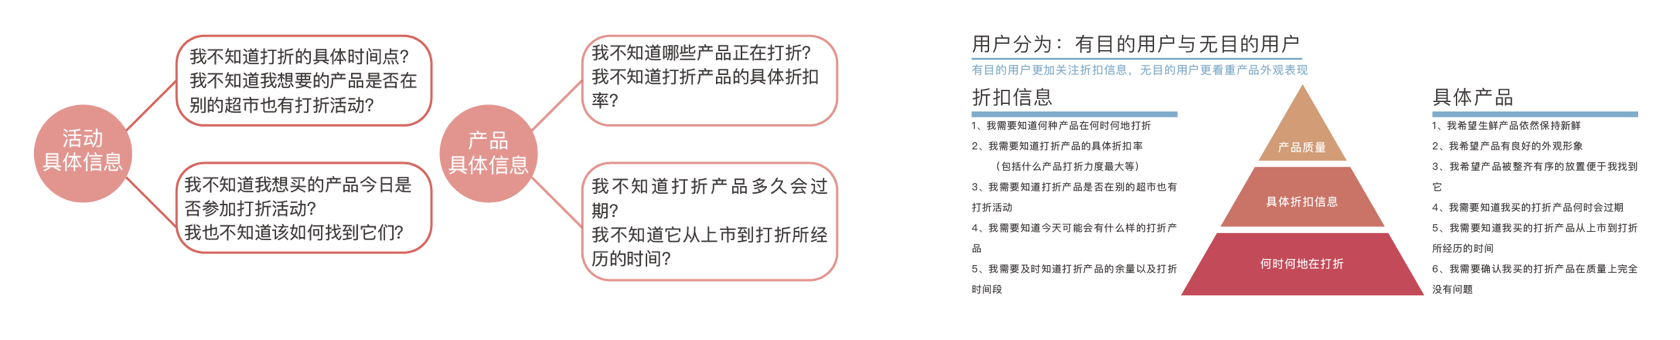 活动
具体信息
我不知道打折的具体时间点?
我不知道我想要的产品是否在
别的超市也有打折活动?
我不知道我想买的产品今日是
否参加打折活动?
我也不知道该如何找到它们?
产品
具体信息
我不知道哪些产品正在打折?
我不知道打折产品的具体折扣
率?
我不知道打折产品多久会过
期?
我不知道它从上市到打折所经
历的时间?
用户分为：有目的用户与无目的用户
有目的用户更加关注折扣信息，无目的用户更看重产品外观表现
折扣信息
1、我需要知道何种产品在何时何地打折
2、我需要知道打折产品的具体折扣率
（包括什么产品打折力度最大等）
3、我需要知道打折产品是否在别的超市也有
打折活动
4、我需要知道今天可能会有什么样的打折产
品
5、我需要及时知道打折产品的余量以及打折
时间段
产品质量
具体折扣信息
何时何地在打折
具体产品
1、我希望生鲜产品依然保持新鲜
2、我希望产品有良好的外观形象
3、我希望产品被整齐有序的放置便于我找到
它
4、我需要知道我买的打折产品何时会过期
5、我需要知道我买的打折产品从上市到打折
所经历的时间
6、我需要确认我买的打折产品在质量上完全
没有问题